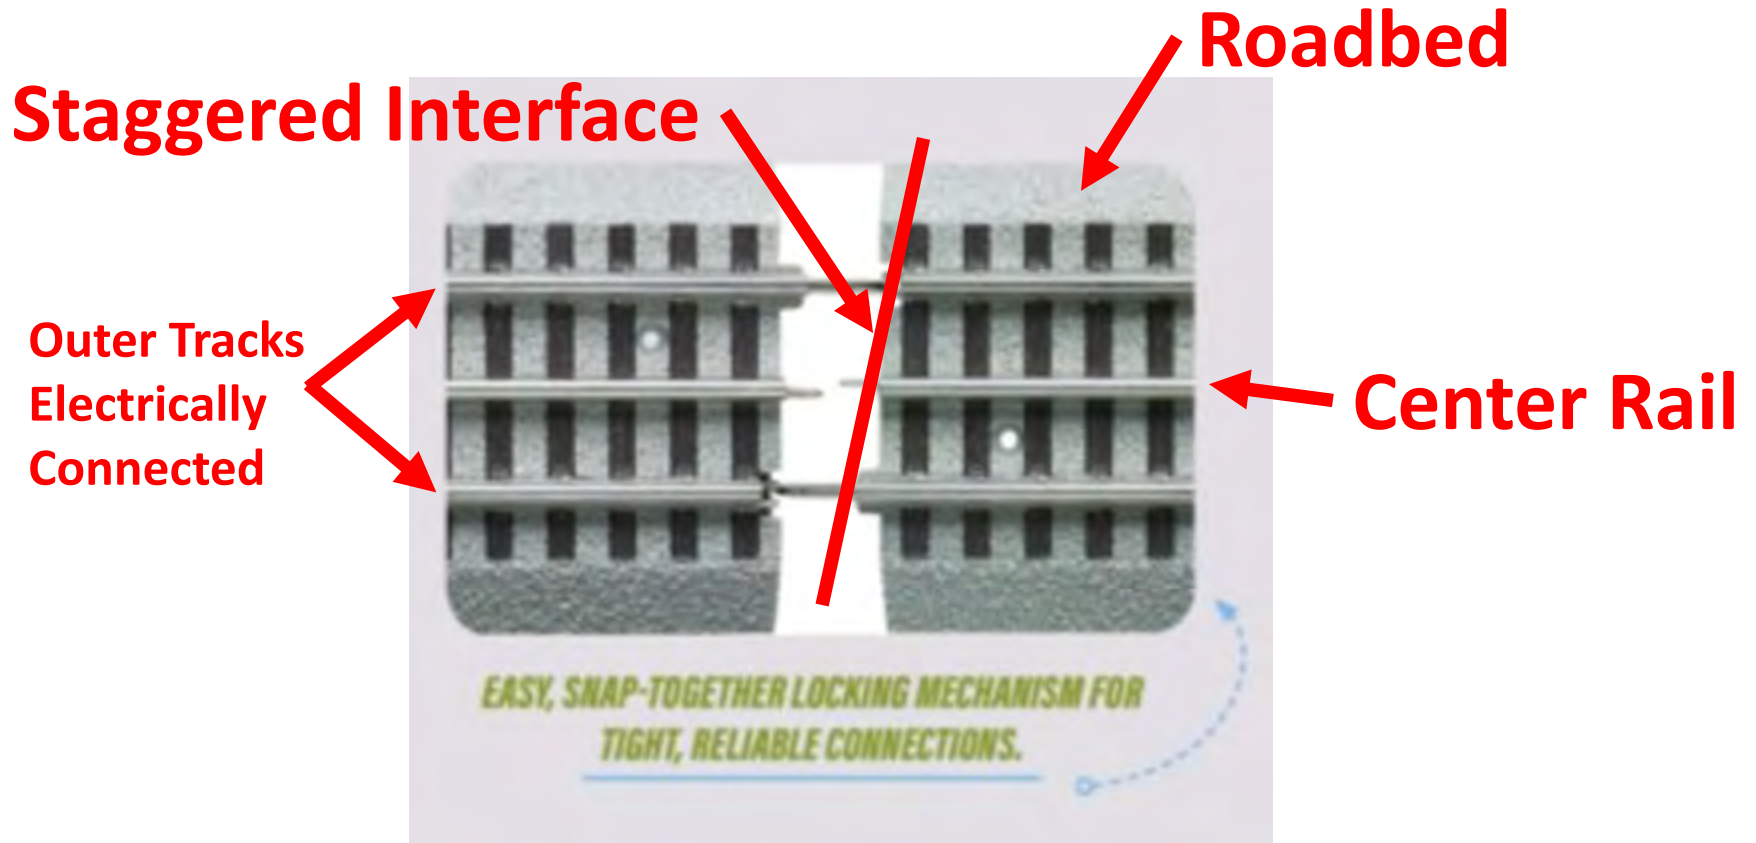 Roadbed
Staggered Interface
Outer Tracks
Electrically
Connected
Center Rail
EASY, SNAP-TOGETHER LOCKING MECHANISM FOR
TIGHT, RELIABLE CONNECTIONS.